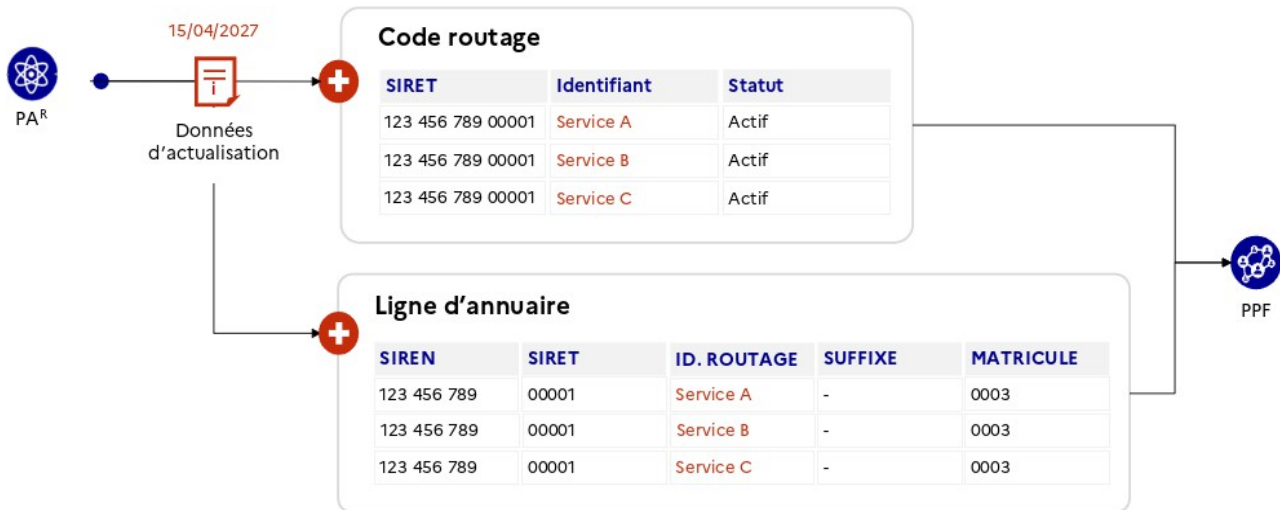 15/04/2027
PAR
Données
d'actualisation
Code routage
SIRET Identifiant Statut
123 456 789 00001 Service A Actif
123 456 789 00001 Service B Actif
123 456 789 00001 Service C Actif
PPF
Ligne d'annuaire
SIREN SIRET ID. ROUTAGE SUFFIXE MATRICULE
123 456 789 00001 Service A - 0003
123 456 789 00001 Service B - 0003
123 456 789 00001 Service C - 0003